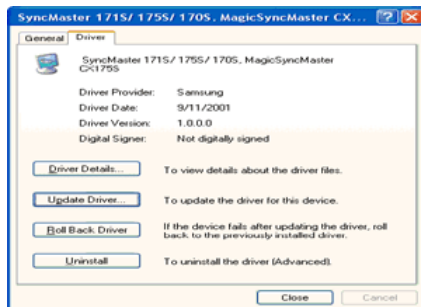 SyncMaster 171S/ 175S/ 170S, MagicSyncMaster CX... 
General Driver
SyncMaster 171S/ 175S/ 170S, MagicSyncMaster
CX175S
Driver Provider: Samsung
Driver Date: 9/11/2001
Driver Version: 1.0.0.0
Digital Signer: Not digitally signed
Driver Details... To view details about the driver files.
Update Driver... To update the driver for this device.
Roll Back Driver If the device fails after updating the driver, roll
back to the previously installed driver.
Uninstall To uninstall the driver (Advanced).
Close Cancel